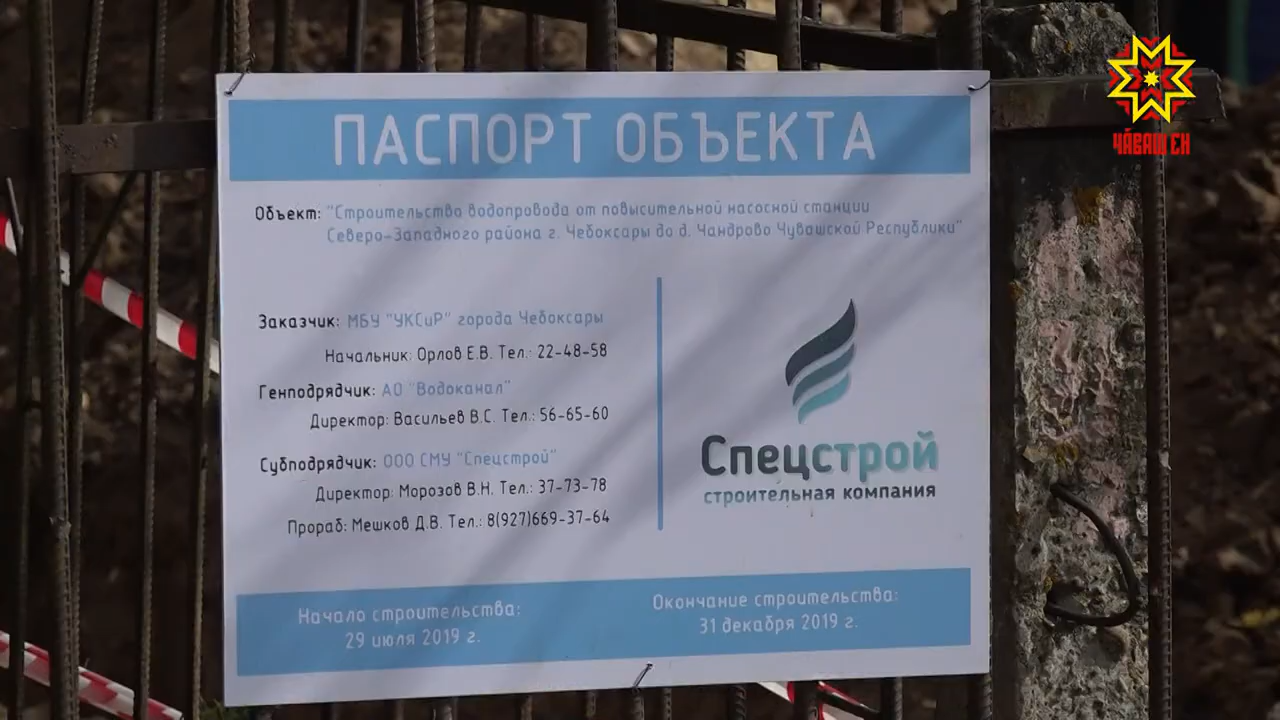 ПАСПОРТ ОБЪЕКТА
ЧӐВАШ ЕН
Объект: "Строительство водопровода от повысительной насосной станции
Северо-Западного района г. Чебоксары до д. Чандрово Чувашской Республики"
Заказчик: МБУ "УКСиР" города Чебоксары
Начальник: Орлов Е.В. Тел.: 22-48-58
Генподрядчик: АО "Водоканал"
Директор: Васильев В.С. Тел.: 56-65-60
Субподрядчик: ООО СМУ "Спецстрой"
Директор: Морозов В.Н. Тел.: 37-73-78
Прораб: Мешков Д.В. Тел.: 8(927)669-37-64
Спецстрой
строительная компания
Начало строительства:
29 июля 2019 г.
Окончание строительства:
31 декабря 2019 г.